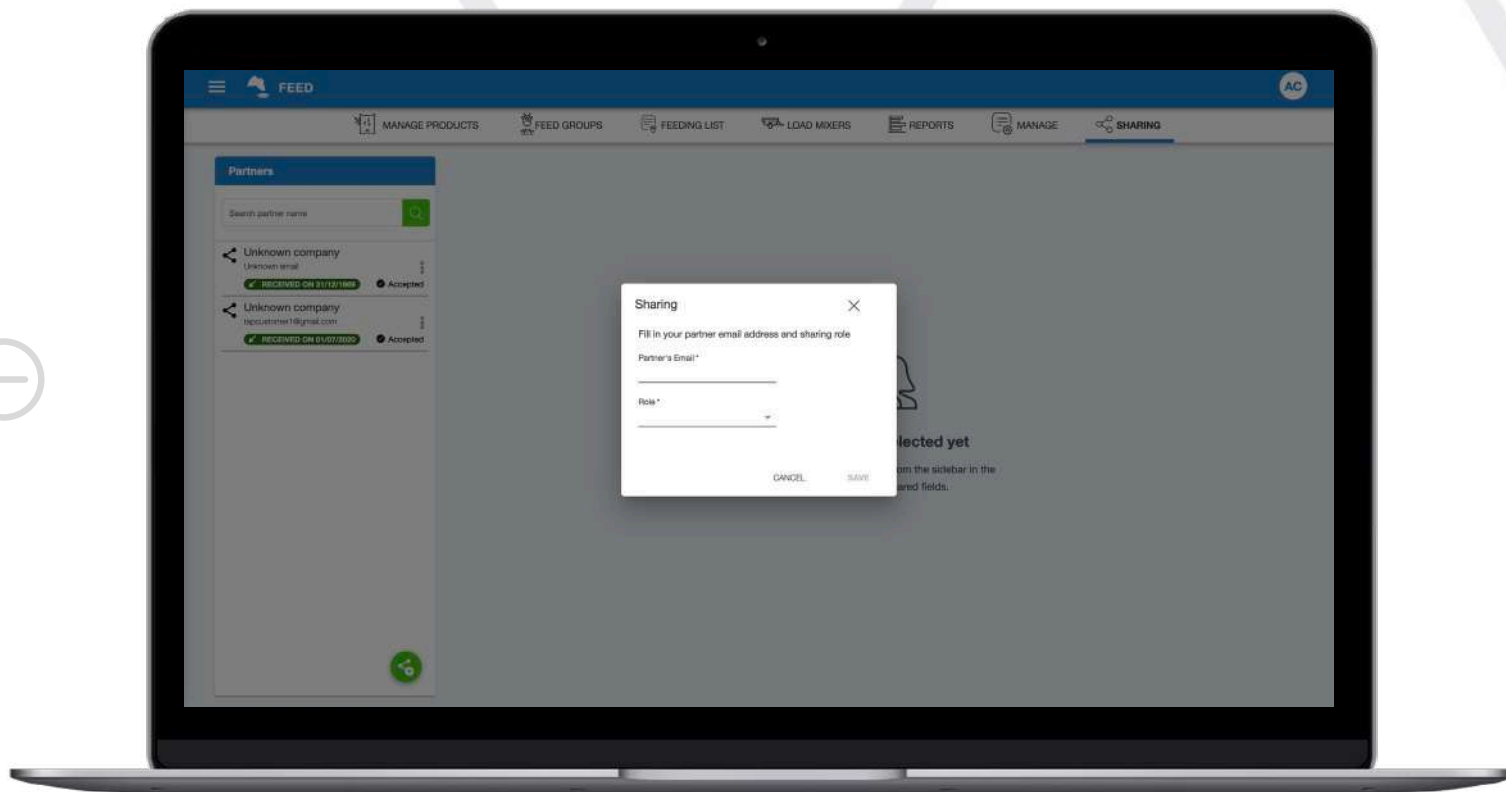 FEED
AC
MANAGE PRODUCTS
FEED GROUPS
FEEDING LIST
LOAD MIXERS
REPORTS
MANAGE
SHARING
Partners
Search partner name
Unknown company
Unknown email
RECEIVED ON 31/12/1969
Accepted
Unknown company
RECEIVED ON 01/07/2020
Accepted
Sharing
Fill in your partner email address and sharing role
Partner's Email*
Role*
CANCEL
SAVE
lected yet
om the sidebar in the
ared fields.